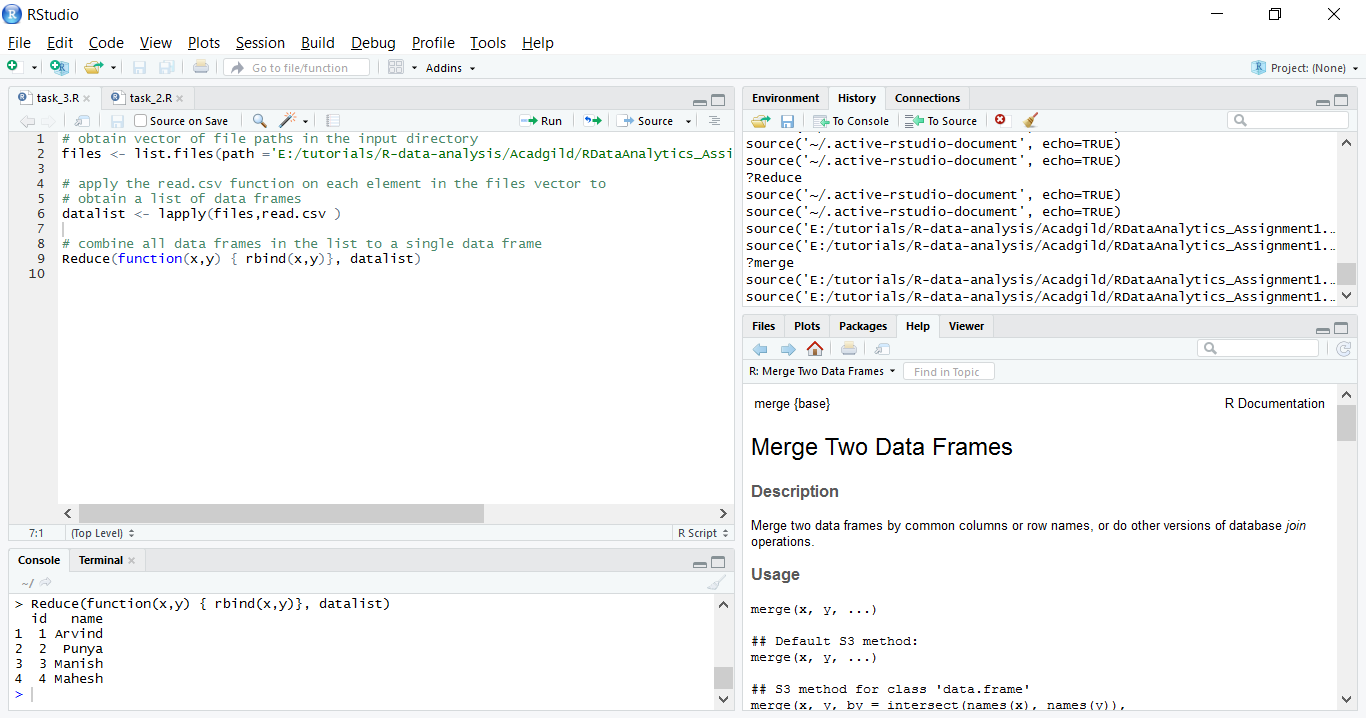 RStudio
File Edit Code View Plots Session Build Debug Profile Tools Help
Go to file/function Addins Project: (None)
task_3.R task_2.R
Source on Save Run Source
1 # obtain vector of file paths in the input directory
2 files <- list.files(path ='E:/tutorials/R-data-analysis/Acadgild/RDataAnalytics_Assi
3
4 # apply the read.csv function on each element in the files vector to
5 # obtain a list of data frames
6 datalist <- lapply(files,read.csv )
7
8 # combine all data frames in the list to a single data frame
9 Reduce(function(x,y) { rbind(x,y)}, datalist)
10
7:1 (Top Level) R Script
Console Terminal
~/
> Reduce(function(x,y) { rbind(x,y)}, datalist)
id name
1 1 Arvind
2 2 Punya
3 3 Manish
4 4 Mahesh
>
Environment History Connections
To Console To Source
source('~/.active-rstudio-document', echo=TRUE)
source('~/.active-rstudio-document', echo=TRUE)
?Reduce
source('~/.active-rstudio-document', echo=TRUE)
source('~/.active-rstudio-document', echo=TRUE)
source('E:/tutorials/R-data-analysis/Acadgild/RDataAnalytics_Assignment1...
source('E:/tutorials/R-data-analysis/Acadgild/RDataAnalytics_Assignment1...
?merge
source('E:/tutorials/R-data-analysis/Acadgild/RDataAnalytics_Assignment1...
source('E:/tutorials/R-data-analysis/Acadgild/RDataAnalytics_Assignment1...
Files Plots Packages Help Viewer
R: Merge Two Data Frames Find in Topic
merge {base} R Documentation
Merge Two Data Frames
Description
Merge two data frames by common columns or row names, or do other versions of database join
operations.
Usage
merge(x, y, ...)
## Default S3 method:
merge(x, y, ...)
## S3 method for class 'data.frame'
merge(x, y, by = intersect(names(x), names(y)),